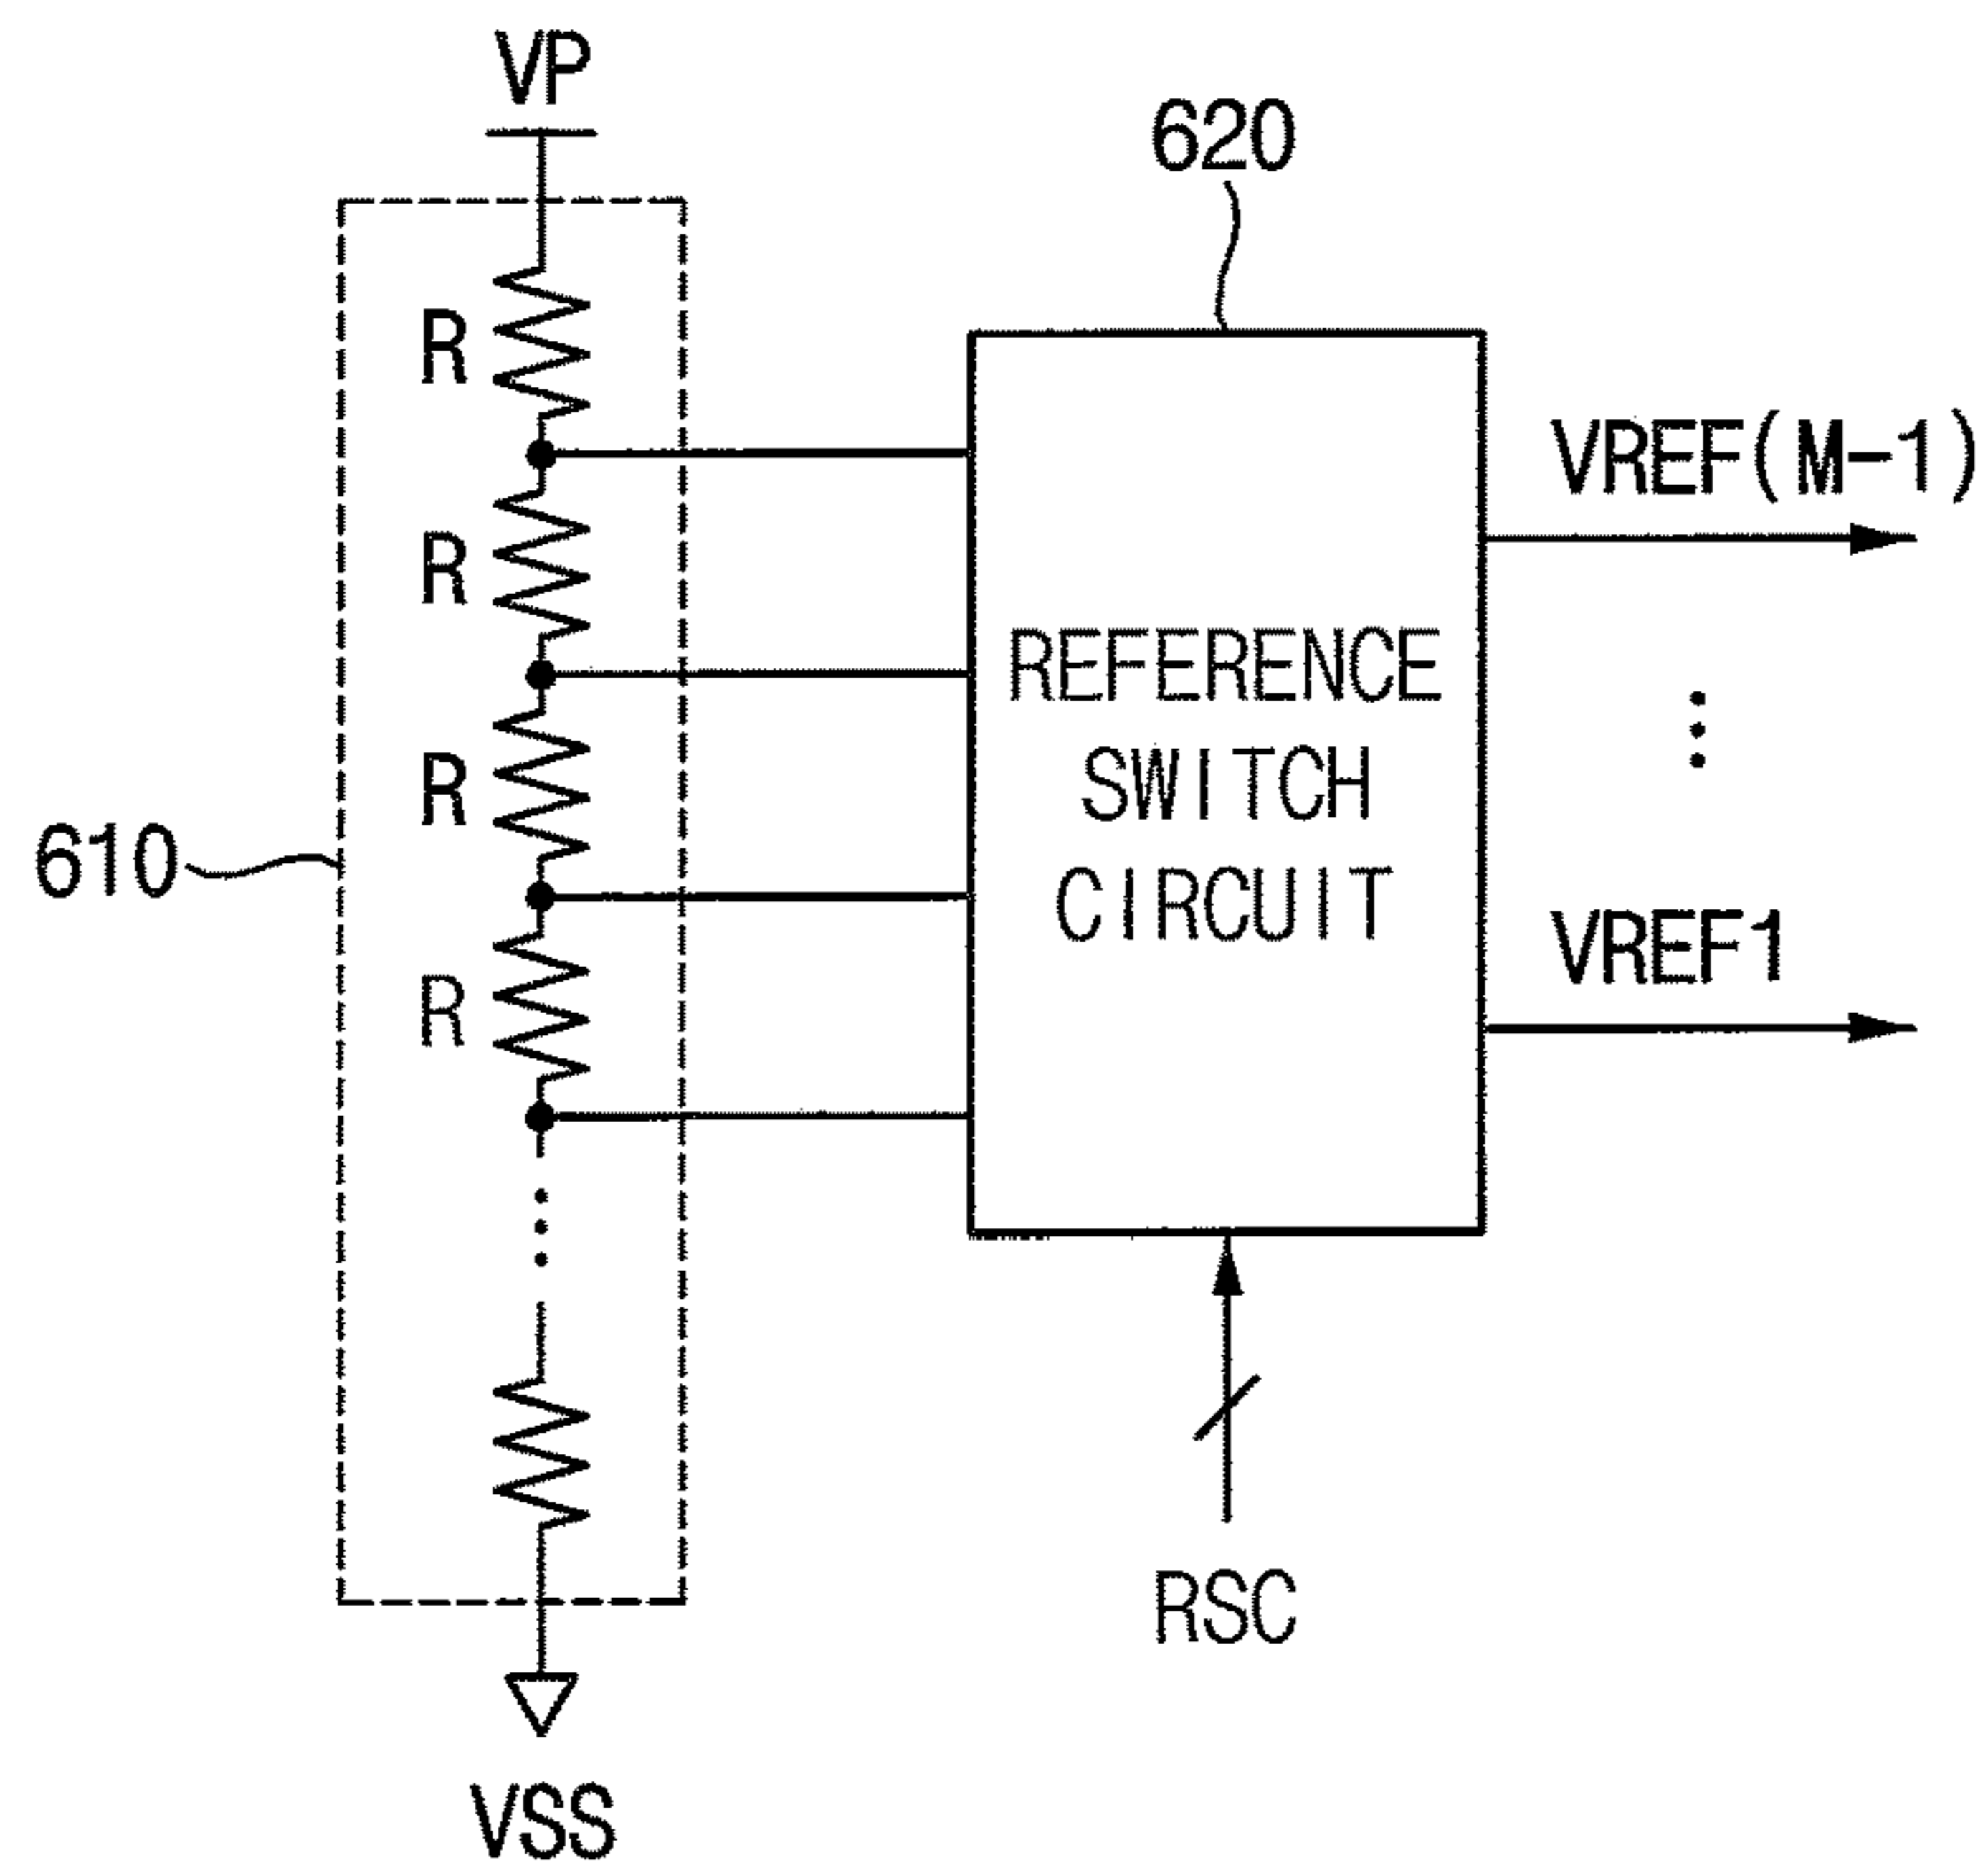 VP
620
R
VREF(M-1)
R
REFERENCE
SWITCH
CIRCUIT
R
610
VREF1
R
RSC
VSS